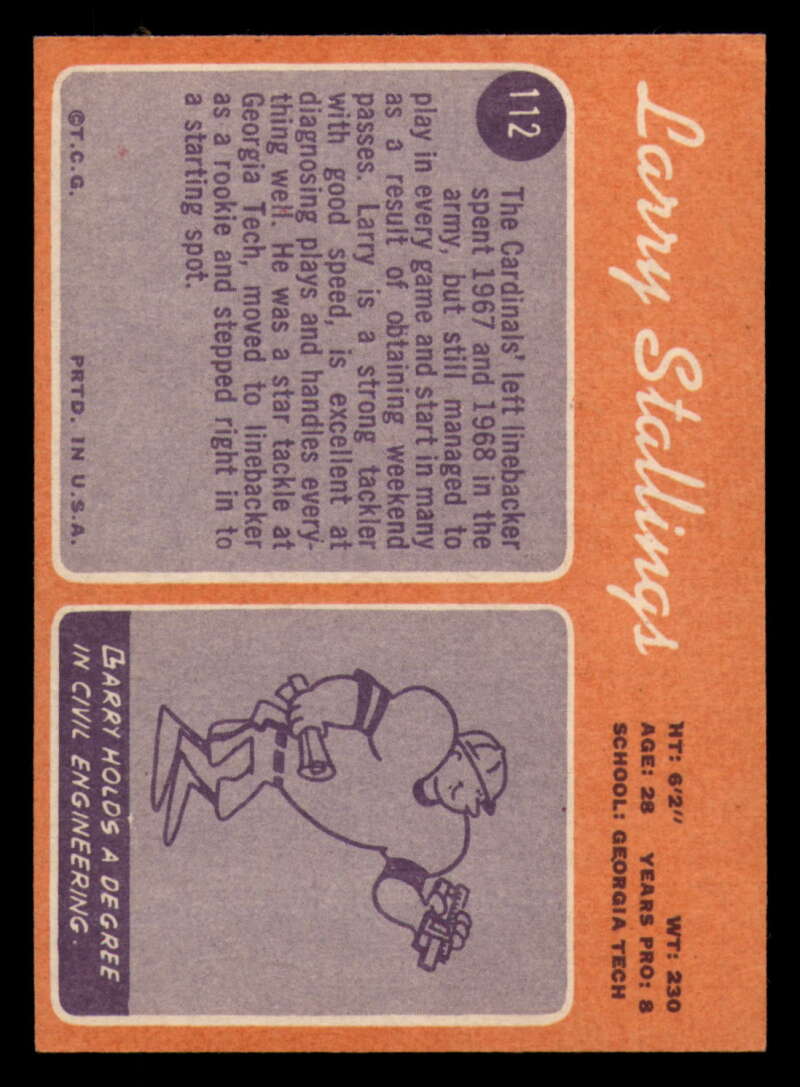 Larry Stallings
HT: 6'2" WT: 230
AGE: 28 YEARS PRO: 8
SCHOOL: GEORGIA TECH
112
The Cardinals' left linebacker
spent 1967 and 1968 in the
army, but still managed to
play in every game and start in many
as a result of obtaining weekend
passes. Larry is a strong tackler
with good speed, is excellent at
diagnosing plays and handles every-
thing well. He was a star tackle at
Georgia Tech, moved to linebacker
as a rookie and stepped right in to
a starting spot.
©T.C.G. PRTD. IN U.S.A.
LARRY HOLDS A DEGREE
IN CIVIL ENGINEERING.